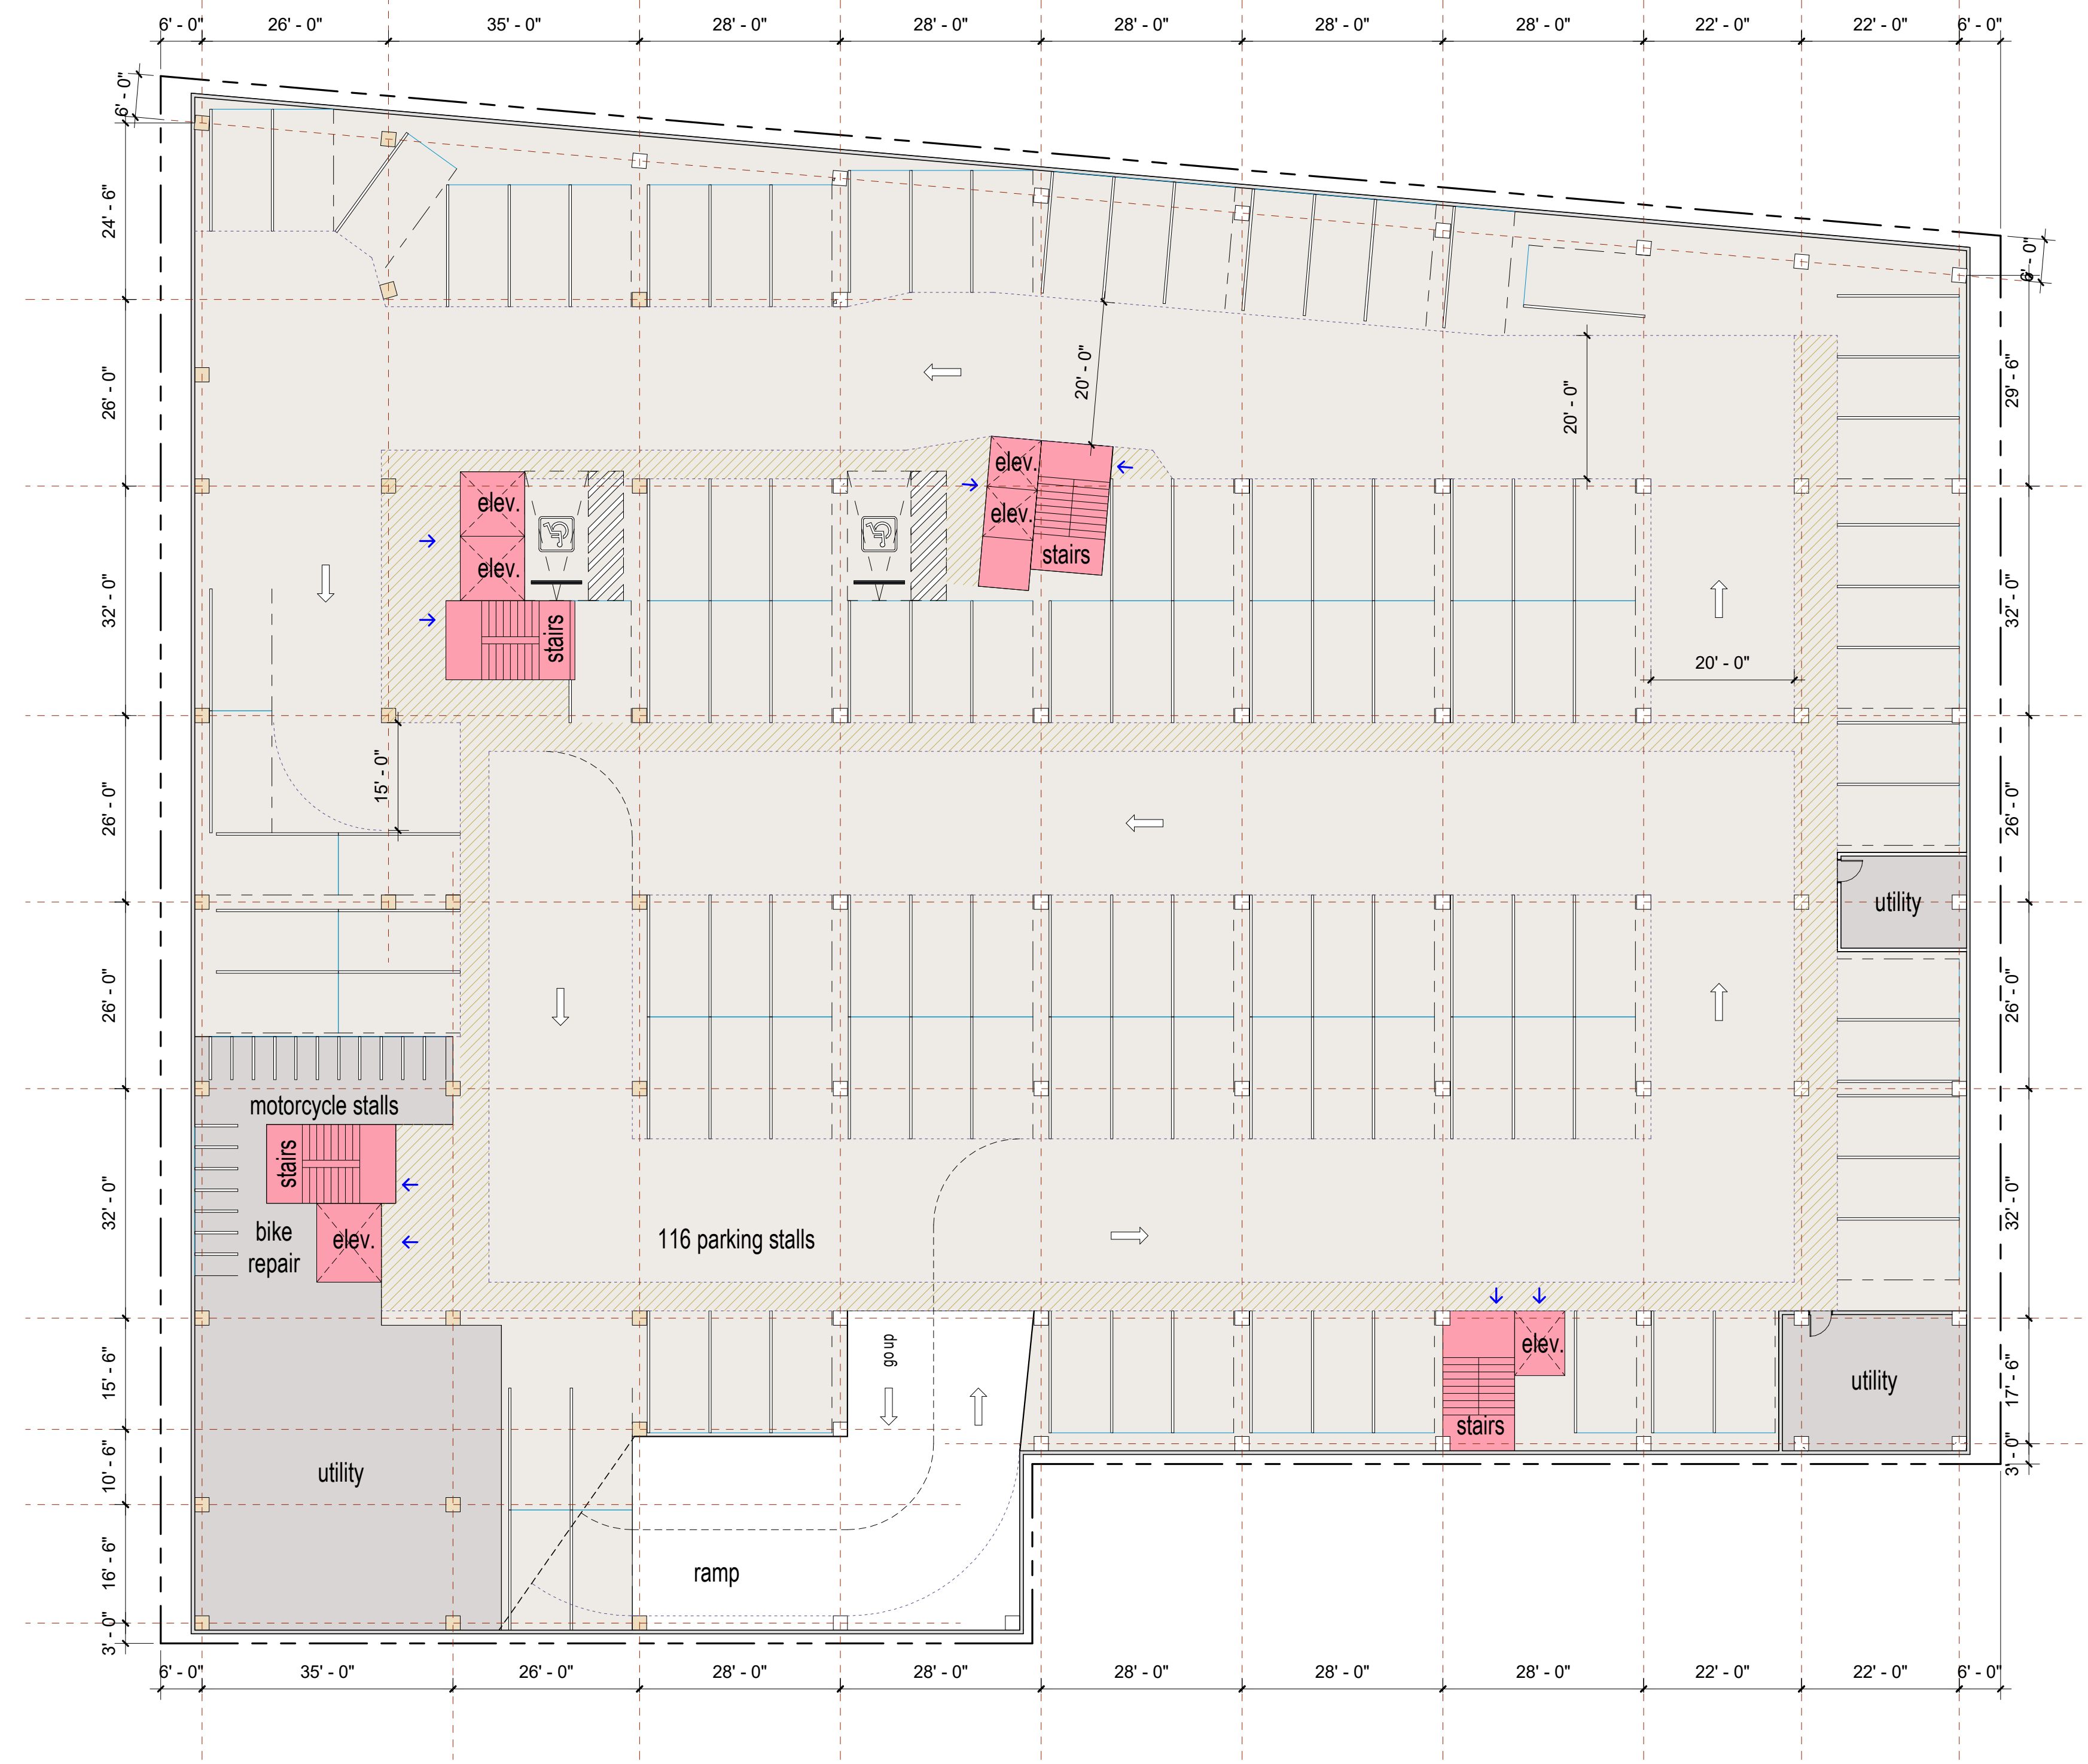 6' - 0" 26' - 0" 35' - 0" 28' - 0" 28' - 0" 28' - 0" 28' - 0" 28' - 0" 22' - 0" 22' - 0" 6' - 0"
6' - 0"
24' - 6"
26' - 0"
32' - 0"
26' - 0"
26' - 0"
32' - 0"
15' - 6"
10' - 6"
16' - 6"
3' - 0"
6' - 0"
29' - 6"
32' - 0"
26' - 0"
26' - 0"
32' - 0"
17' - 6"
3' - 0"
20' - 0"
20' - 0"
elev.
elev.
stairs
elev.
elev.
stairs
20' - 0"
15' - 0"
utility
motorcycle stalls
stairs
elev.
bike
repair
116 parking stalls
go up
elev.
stairs
utility
utility
ramp
6' - 0" 35' - 0" 26' - 0" 28' - 0" 28' - 0" 28' - 0" 28' - 0" 28' - 0" 22' - 0" 22' - 0" 6' - 0"